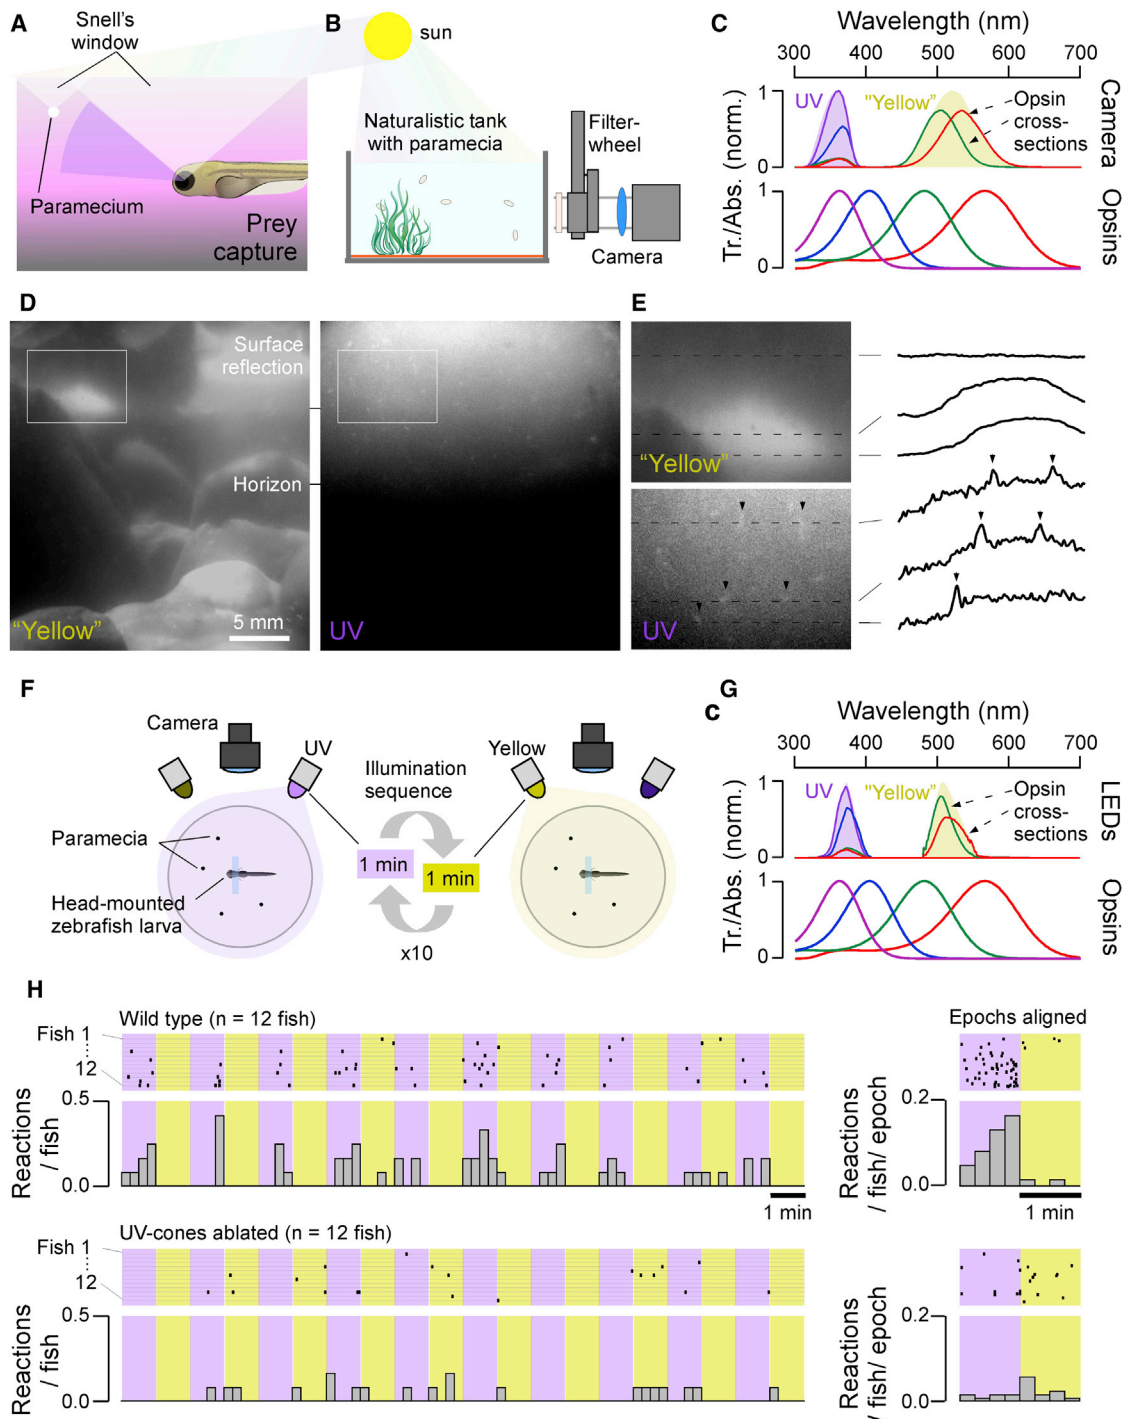 A
Snell's
window
Paramecium
Prey
capture
B
sun
Naturalistic tank
with paramecia
Filter-
wheel
Camera
C
Wavelength (nm)
300 400 500 600 700
Tr./Abs. (norm.)
1
0
UV
"Yellow"
Opsin
cross-
sections
Camera
1
0
Opsins
D
Surface
reflection
Horizon
"Yellow"
5 mm
UV
E
"Yellow"
UV
F
Camera
UV
Paramecia
Head-mounted
zebrafish larva
Illumination
sequence
1 min
1 min
x10
Yellow
G
c
Wavelength (nm)
300 400 500 600 700
Tr./Abs. (norm.)
1
0
UV
"Yellow"
Opsin
cross-
sections
LEDs
1
0
Opsins
H
Wild type (n = 12 fish)
Fish 1
12
Reactions
/ fish
0.5
0.0
Epochs aligned
Reactions
/ fish/ epoch
0.2
0.0
1 min
1 min
UV-cones ablated (n = 12 fish)
Fish 1
12
Reactions
/ fish
0.5
0.0
Reactions
/ fish/ epoch
0.2
0.0